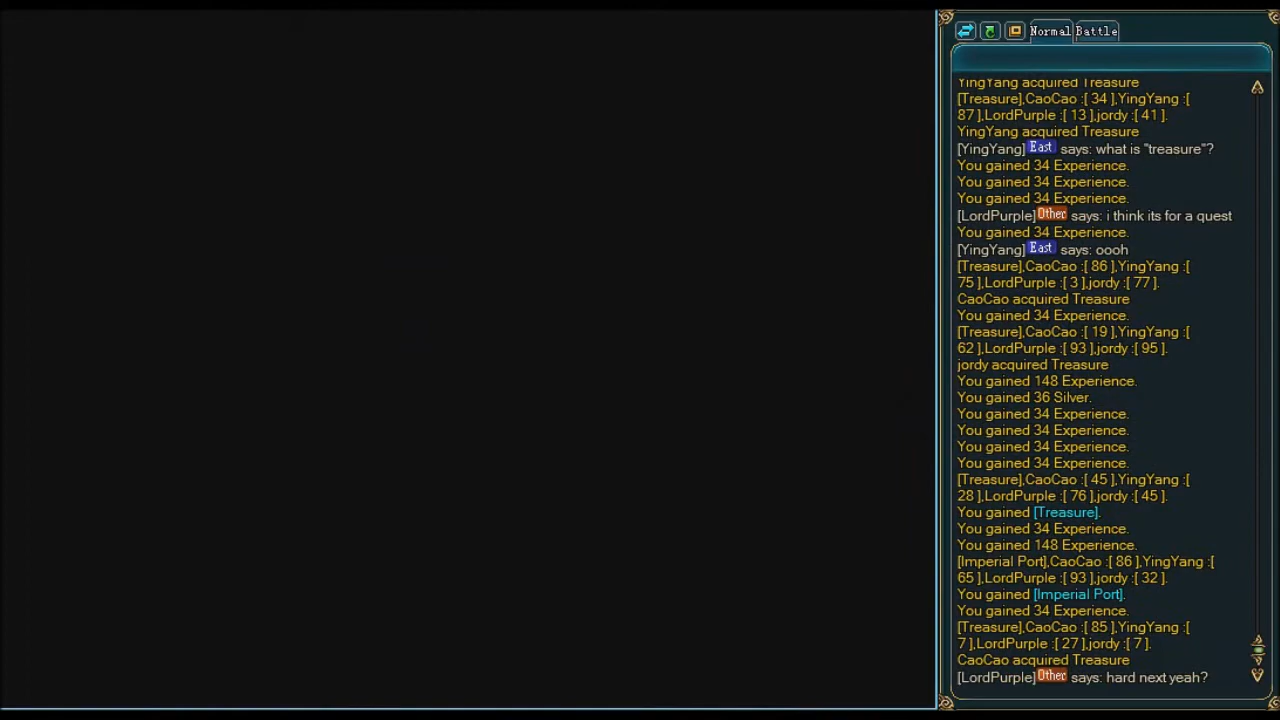 Normal Battle
YingYang acquired Treasure
[Treasure],CaoCao :[ 34 ],YingYang :[
87 ],LordPurple :[ 13 ],jordy :[ 41 ].
YingYang acquired Treasure
[YingYang] East says: what is "treasure"?
You gained 34 Experience.
You gained 34 Experience.
You gained 34 Experience.
[LordPurple] Other says: i think its for a quest
You gained 34 Experience.
[YingYang] East says: oooh
[Treasure],CaoCao :[ 86 ],YingYang :[
75 ],LordPurple :[ 3 ],jordy :[ 77 ].
CaoCao acquired Treasure
You gained 34 Experience.
[Treasure],CaoCao :[ 19 ],YingYang :[
62 ],LordPurple :[ 93 ],jordy :[ 95 ].
jordy acquired Treasure
You gained 148 Experience.
You gained 36 Silver.
You gained 34 Experience.
You gained 34 Experience.
You gained 34 Experience.
You gained 34 Experience.
[Treasure],CaoCao :[ 45 ],YingYang :[
28 ],LordPurple :[ 76 ],jordy :[ 45 ].
You gained [Treasure].
You gained 34 Experience.
You gained 148 Experience.
[Imperial Port],CaoCao :[ 86 ],YingYang :[
65 ],LordPurple :[ 93 ],jordy :[ 32 ].
You gained [Imperial Port].
You gained 34 Experience.
[Treasure],CaoCao :[ 85 ],YingYang :[
7 ],LordPurple :[ 27 ],jordy :[ 7 ].
CaoCao acquired Treasure
[LordPurple] Other says: hard next yeah?